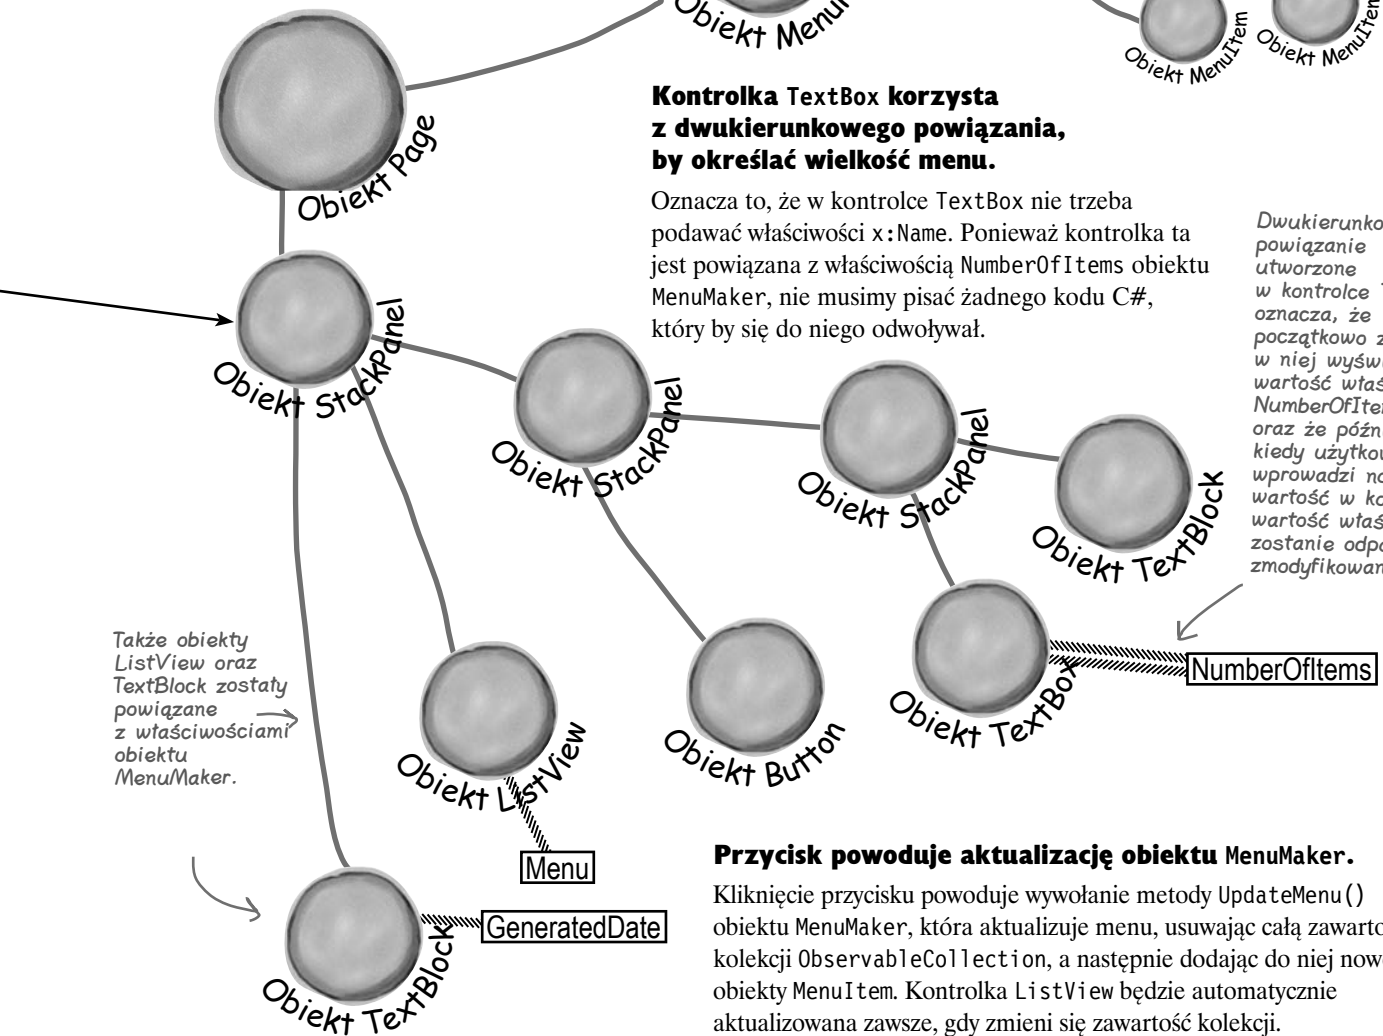 Obiekt Menu
Obiekt MenuItem
Obiekt MenuItem
Obiekt Page
Kontrolka TextBox korzysta
z dwukierunkowego powiązania,
by określać wielkość menu.
Oznacza to, że w kontrolce TextBox nie trzeba
podawać właściwości x:Name. Ponieważ kontrolka ta
jest powiązana z właściwością NumberOfItems obiektu
MenuMaker, nie musimy pisać żadnego kodu C#,
który by się do niego odwoływał.
Dwukierunko
powiązanie
utworzone
w kontrolce
oznacza, że
początkowo z
w niej wyśw
wartość właś
NumberOfIte
oraz że późn
kiedy użytko
wprowadzi no
wartość w ko
wartość właś
zostanie odpo
zmodyfikowan
Obiekt StackPanel
Obiekt StackPanel
Obiekt StackPanel
Obiekt TextBlock
Obiekt TextBox
NumberOfItems
Także obiekty
ListView oraz
TextBlock zostały
powiązane
z właściwościami
obiektu
MenuMaker.
Obiekt ListView
Obiekt Button
Menu
GeneratedDate
Obiekt TextBlock
Przycisk powoduje aktualizację obiektu MenuMaker.
Kliknięcie przycisku powoduje wywołanie metody UpdateMenu()
obiektu MenuMaker, która aktualizuje menu, usuwając całą zawarto
kolekcji ObservableCollection, a następnie dodając do niej now
obiekty MenuItem. Kontrolka ListView będzie automatycznie
aktualizowana zawsze, gdy zmieni się zawartość kolekcji.